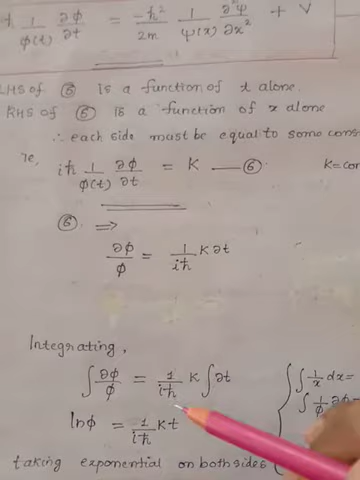 ħ 1/ϕ(t) ∂ϕ/∂t = -ħ²/2m 1/ψ(x) ∂²ψ/∂x² + V
LHS of ⑤ is a function of t alone.
RHS of ⑤ is a function of x alone
∴ each side must be equal to some cons
ie, iħ 1/ϕ(t) ∂ϕ/∂t = K —— ⑥ K=con
⑥ ⟹
∂ϕ/ϕ = 1/iħ K ∂t
Integrating,
∫ ∂ϕ/ϕ = 1/iħ K ∫ ∂t { ∫ 1/x dx =
lnϕ = 1/iħ Kt ∫ 1/ϕ ∂ϕ
taking exponential on both sides